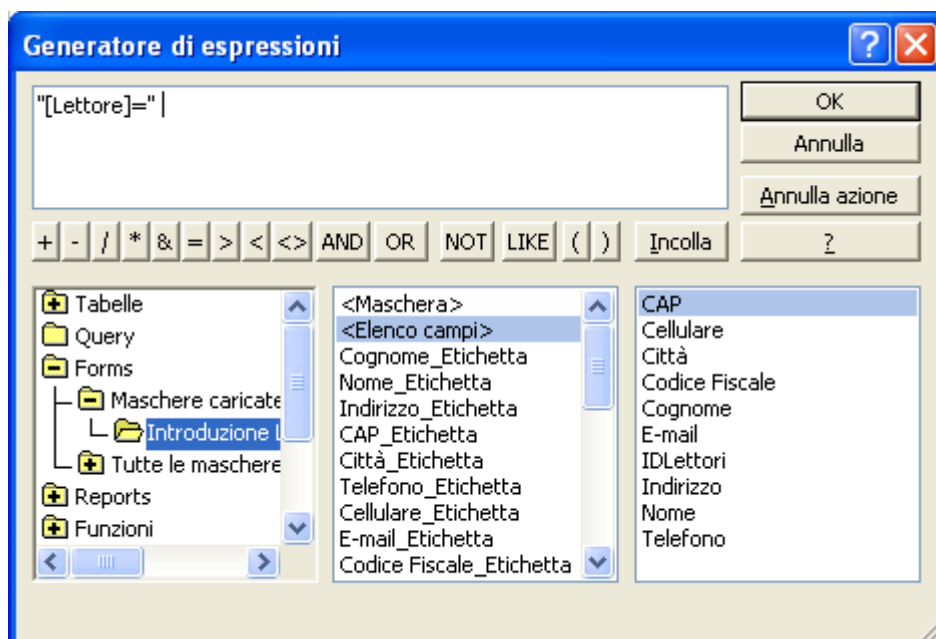 Generatore di espressioni
?
"[Lettore]="
OK
Annulla
Annulla azione
+ - / * & = > < <> AND OR NOT LIKE ( ) Incolla ?
Tabelle
Query
Forms
Maschere caricate
Introduzione L
Tutte le maschere
Reports
Funzioni
<Maschera>
<Elenco campi>
Cognome_Etichetta
Nome_Etichetta
Indirizzo_Etichetta
CAP_Etichetta
Città_Etichetta
Telefono_Etichetta
Cellulare_Etichetta
E-mail_Etichetta
Codice Fiscale_Etichetta
CAP
Cellulare
Città
Codice Fiscale
Cognome
E-mail
IDLettori
Indirizzo
Nome
Telefono